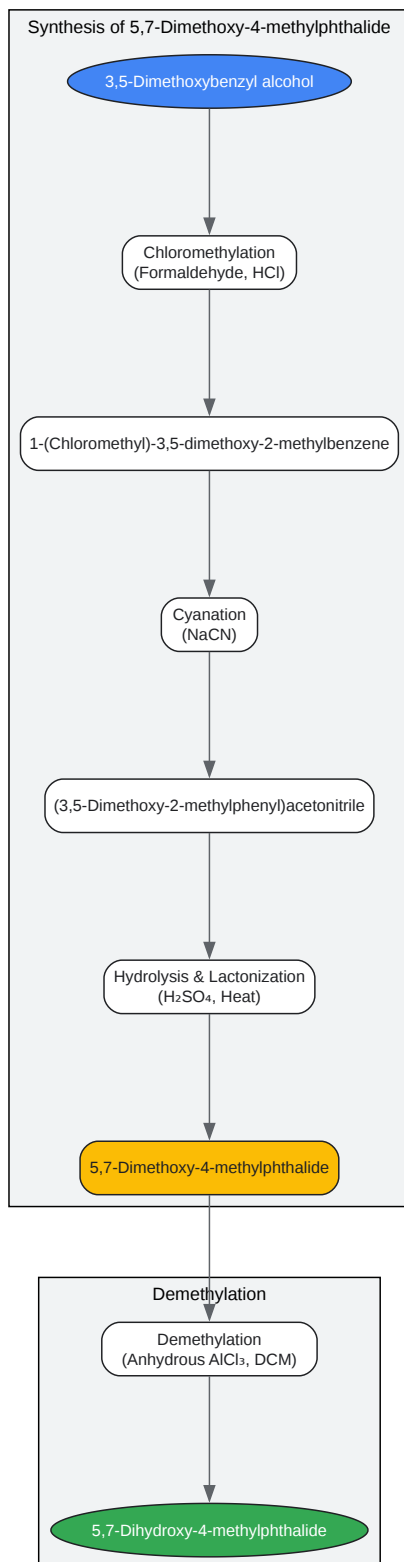 Synthesis of 5,7-Dimethoxy-4-methylphthalide
3,5-Dimethoxybenzyl alcohol
Chloromethylation
(Formaldehyde, HCl)
1-(Chloromethyl)-3,5-dimethoxy-2-methylbenzene
Cyanation
(NaCN)
(3,5-Dimethoxy-2-methylphenyl)acetonitrile
Hydrolysis & Lactonization
(H₂SO₄, Heat)
5,7-Dimethoxy-4-methylphthalide
Demethylation
Demethylation
(Anhydrous AlCl₃, DCM)
5,7-Dihydroxy-4-methylphthalide